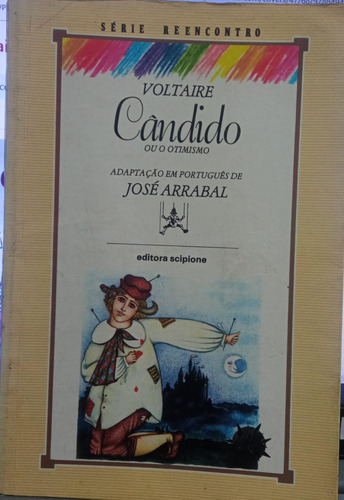 SÉRIE REENCONTRO
VOLTAIRE
Cândido
OU O OTIMISMO
ADAPTAÇÃO EM PORTUGUÊS DE
JOSÉ ARRABAL
editora scipione